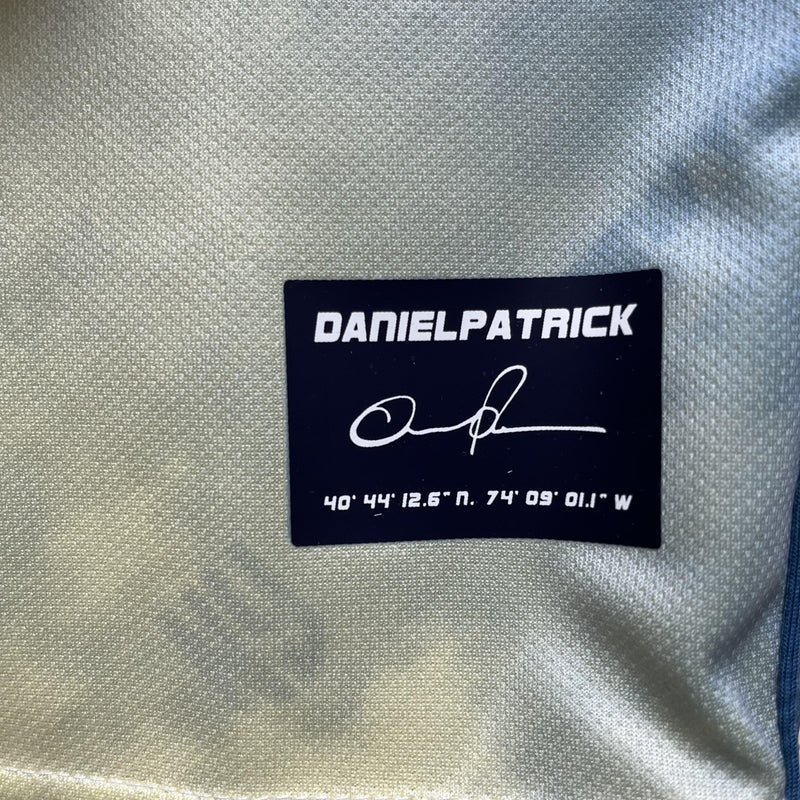 DANIELPATRICK
40° 44' 12.6" N. 74° 09' 01.1" W